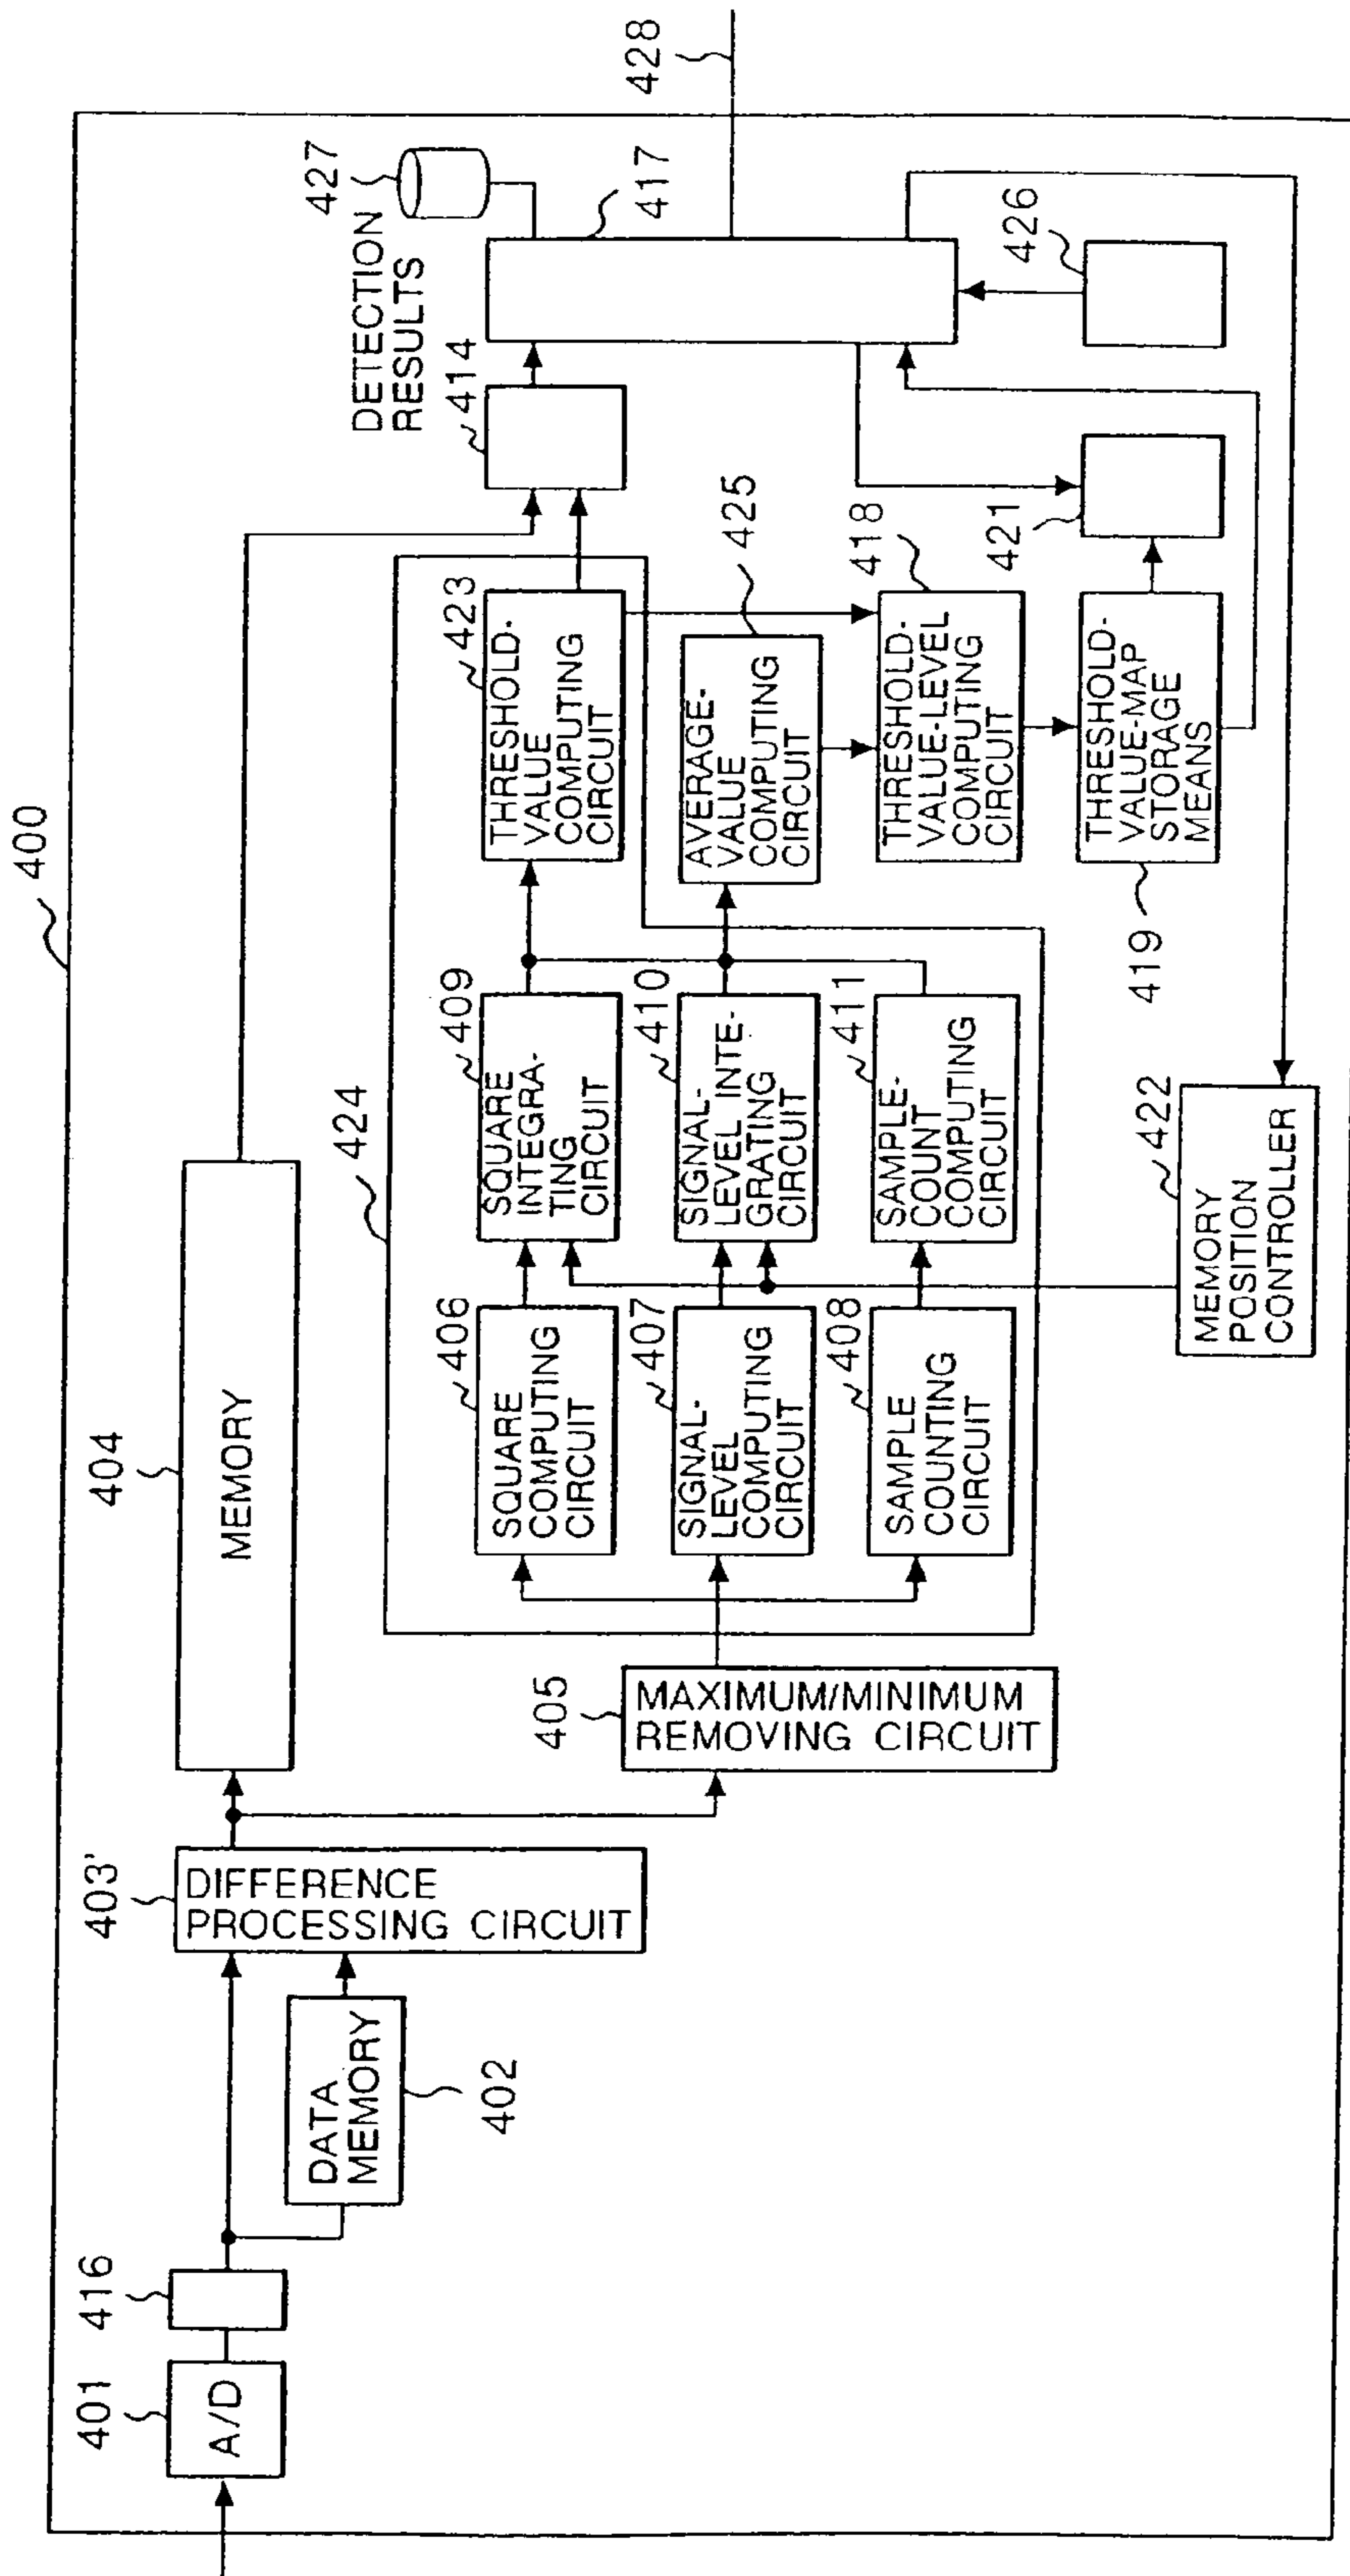 400
401
A/D
416
402
DATA
MEMORY
403'
DIFFERENCE
PROCESSING CIRCUIT
404
MEMORY
405
MAXIMUM/MINIMUM
REMOVING CIRCUIT
424
406
SQUARE
COMPUTING
CIRCUIT
407
SIGNAL-
LEVEL
COMPUTING
CIRCUIT
408
SAMPLE
COUNTING
CIRCUIT
409
SQUARE
INTEGRA-
TING
CIRCUIT
410
SIGNAL-
LEVEL INTE-
GRATING
CIRCUIT
411
SAMPLE-
COUNT
COMPUTING
CIRCUIT
422
MEMORY
POSITION
CONTROLLER
423
THRESHOLD-
VALUE
COMPUTING
CIRCUIT
425
AVERAGE-
VALUE
COMPUTING
CIRCUIT
418
THRESHOLD-
VALUE-LEVEL
COMPUTING
CIRCUIT
419
THRESHOLD-
VALUE-MAP
STORAGE
MEANS
414
421
DETECTION
RESULTS
427
417
426
428